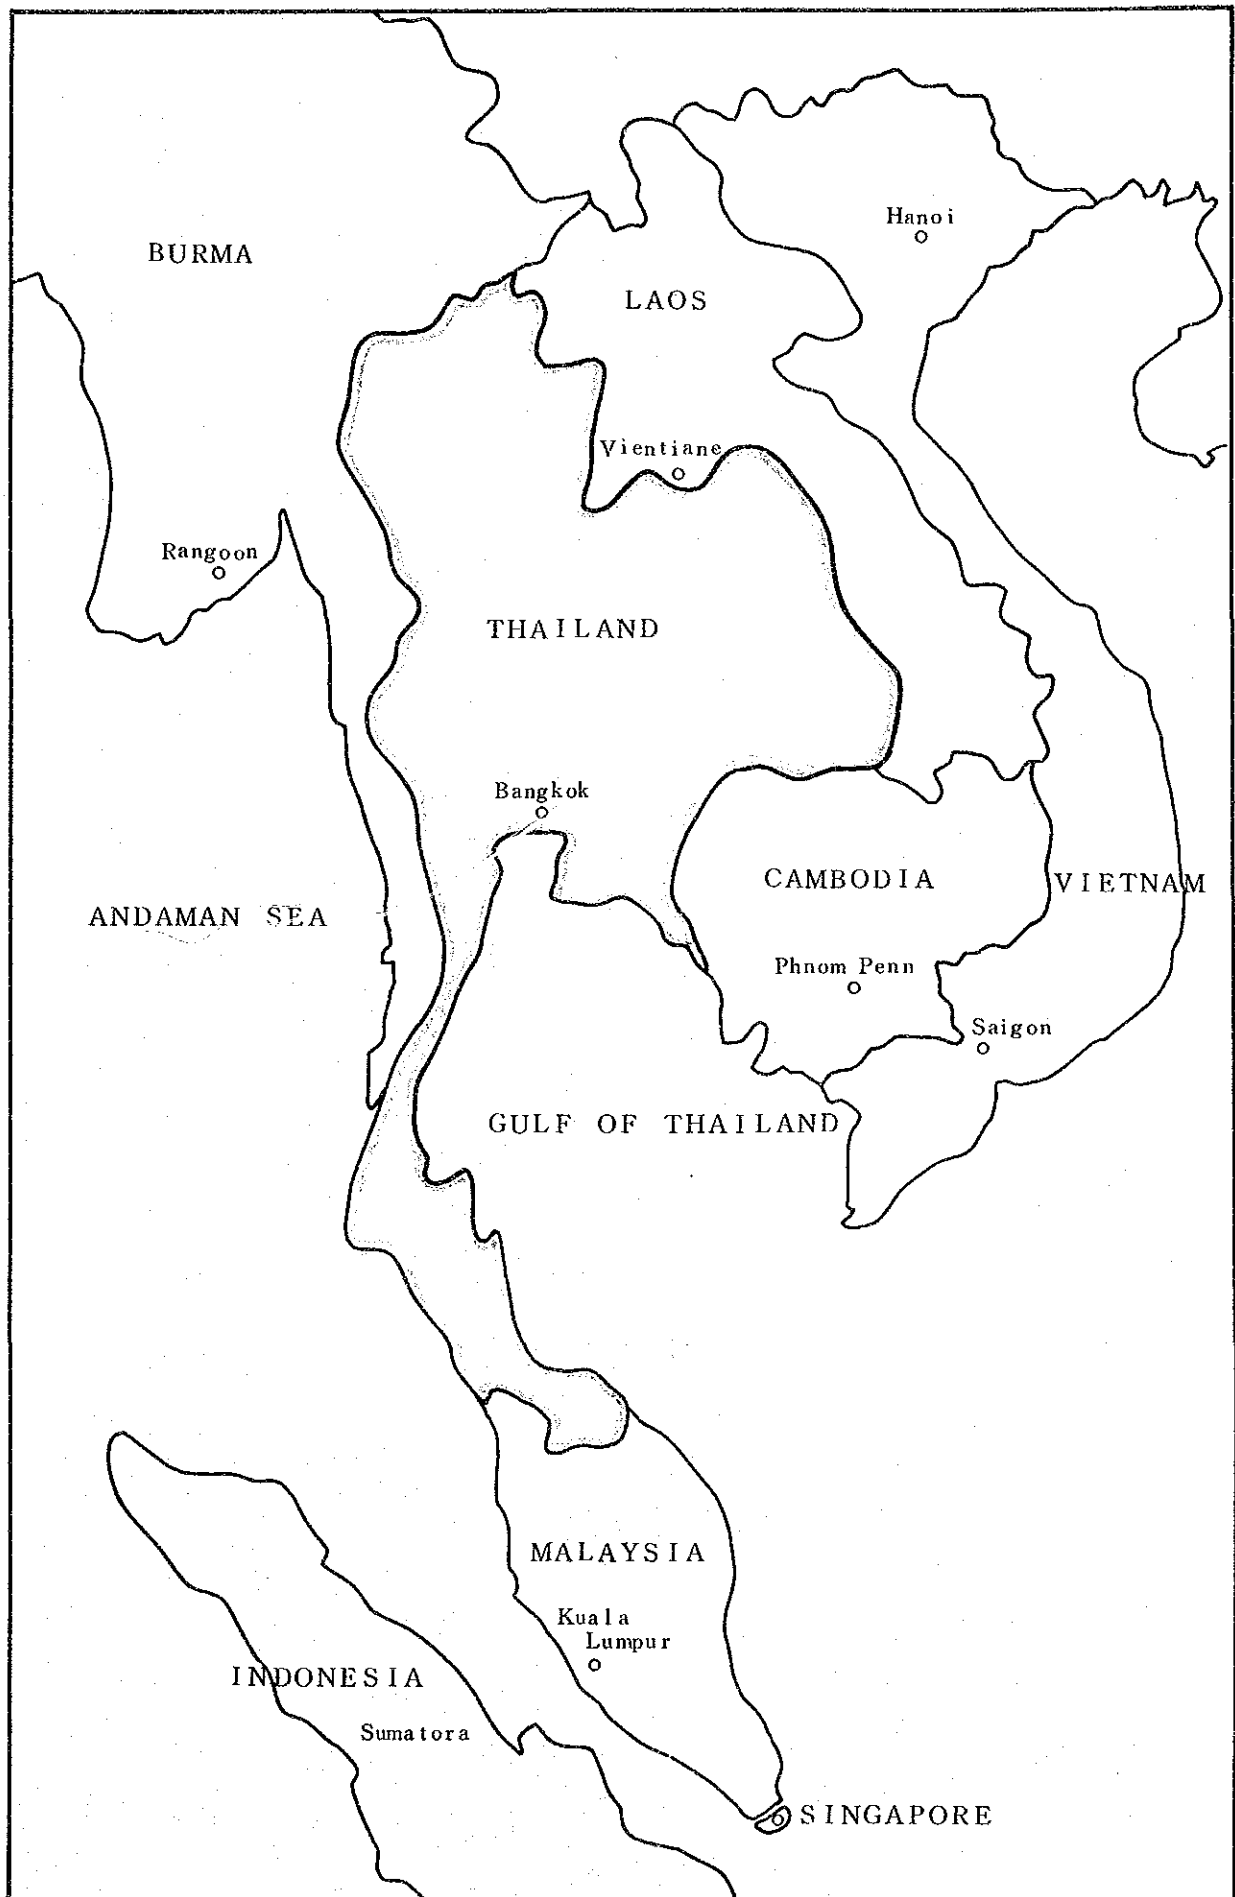 Hanoi
BURMA
LAOS
Vientiane
Rangoon
THAILAND
Bangkok
CAMBODIA
VIETNAM
ANDAMAN SEA
Phnom Penn
Saigon
GULF OF THAILAND
MALAYSIA
Kuala
Lumpur
INDONESIA
Sumatora
SINGAPORE